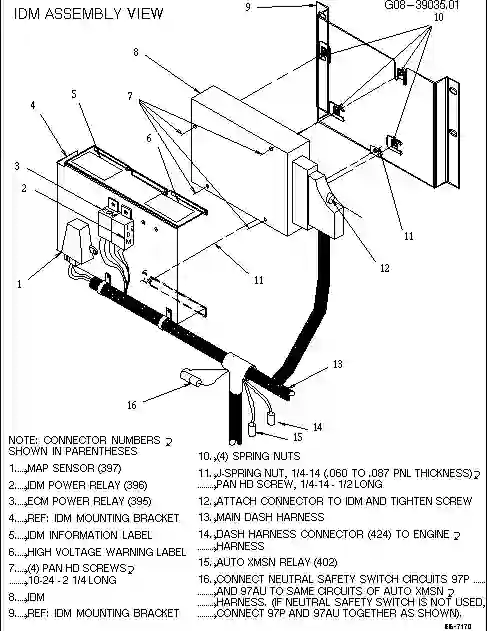 IDM ASSEMBLY VIEW
G08-39035.01
9
10
8
7
5
4
6
3
2
1
11
11
12
13
14
15
16
I
D
M
NOTE: CONNECTOR NUMBERS
SHOWN IN PARENTHESES
1....MAP SENSOR (397)
2....IDM POWER RELAY (396)
3....ECM POWER RELAY (395)
4....REF: IDM MOUNTING BRACKET
5....IDM INFORMATION LABEL
6....HIGH VOLTAGE WARNING LABEL
7....(4) PAN HD SCREWS
......10-24 - 2 1/4 LONG
8....IDM
9....REF: IDM MOUNTING BRACKET
10....(4) SPRING NUTS
11....J-SPRING NUT, 1/4-14 (.060 TO .087 PNL THICKNESS)
.......PAN HD SCREW, 1/4-14 - 1/2 LONG
12....ATTACH CONNECTOR TO IDM AND TIGHTEN SCREW
13....MAIN DASH HARNESS
14....DASH HARNESS CONNECTOR (424) TO ENGINE
.......HARNESS
15....AUTO XMSN RELAY (402)
16....CONNECT NEUTRAL SAFETY SWITCH CIRCUITS 97P
.......AND 97AU TO SAME CIRCUITS OF AUTO XMSN
.......HARNESS. (IF NEUTRAL SAFETY SWITCH IS NOT USED,
.......CONNECT 97P AND 97AU TOGETHER AS SHOWN).
EG-7170